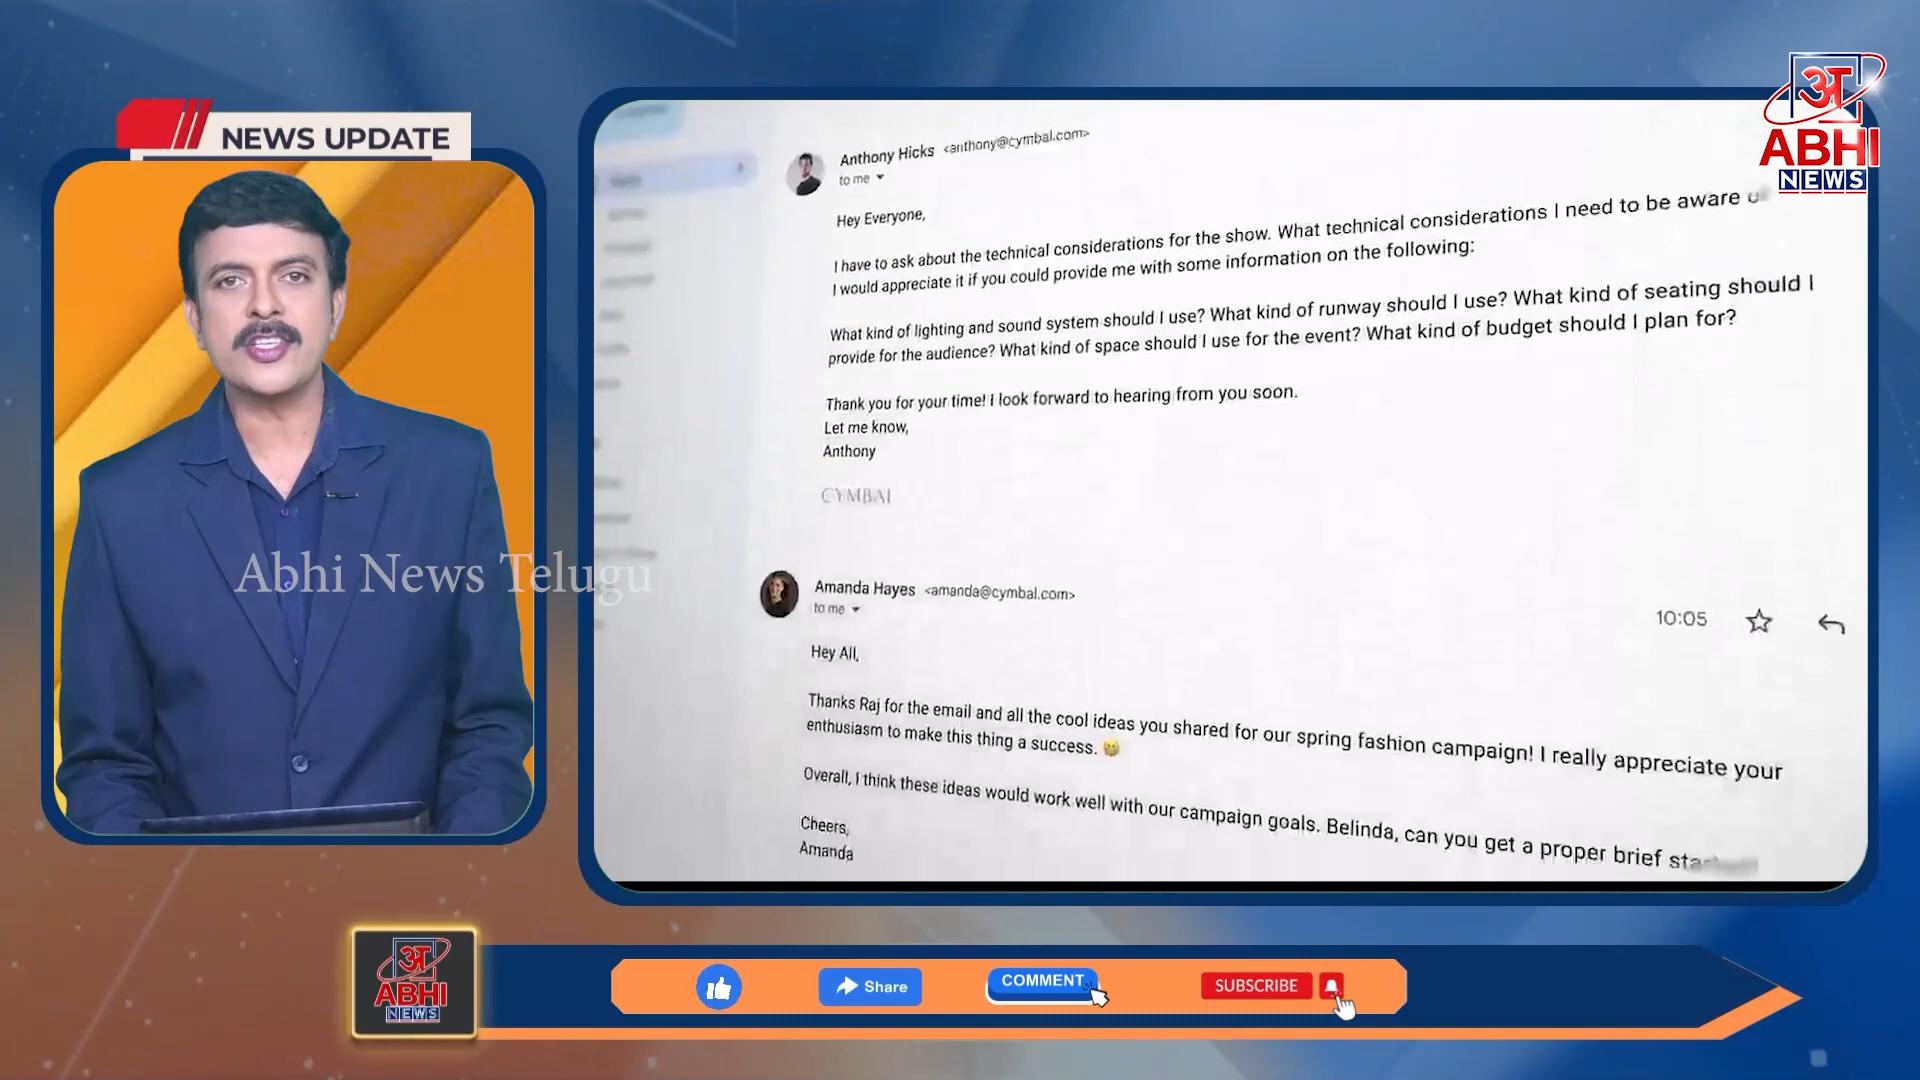 NEWS UPDATE
अ
ABHI
NEWS
Anthony Hicks <anthony@cymbal.com>
to me
Hey Everyone,
I have to ask about the technical considerations for the show. What technical considerations I need to be aware
I would appreciate it if you could provide me with some information on the following:
What kind of lighting and sound system should I use? What kind of runway should I use? What kind of seating should I
provide for the audience? What kind of space should I use for the event? What kind of budget should I plan for?
Thank you for your time! I look forward to hearing from you soon.
Let me know,
Anthony
CYMBAL
Abhi News Telugu
Amanda Hayes <amanda@cymbal.com>
to me
10:05
Hey All,
Thanks Raj for the email and all the cool ideas you shared for our spring fashion campaign! I really appreciate your
enthusiasm to make this thing a success. 😁
Overall, I think these ideas would work well with our campaign goals. Belinda, can you get a proper brief
Cheers,
Amanda
अ
ABHI
NEWS
Share
COMMENT
SUBSCRIBE